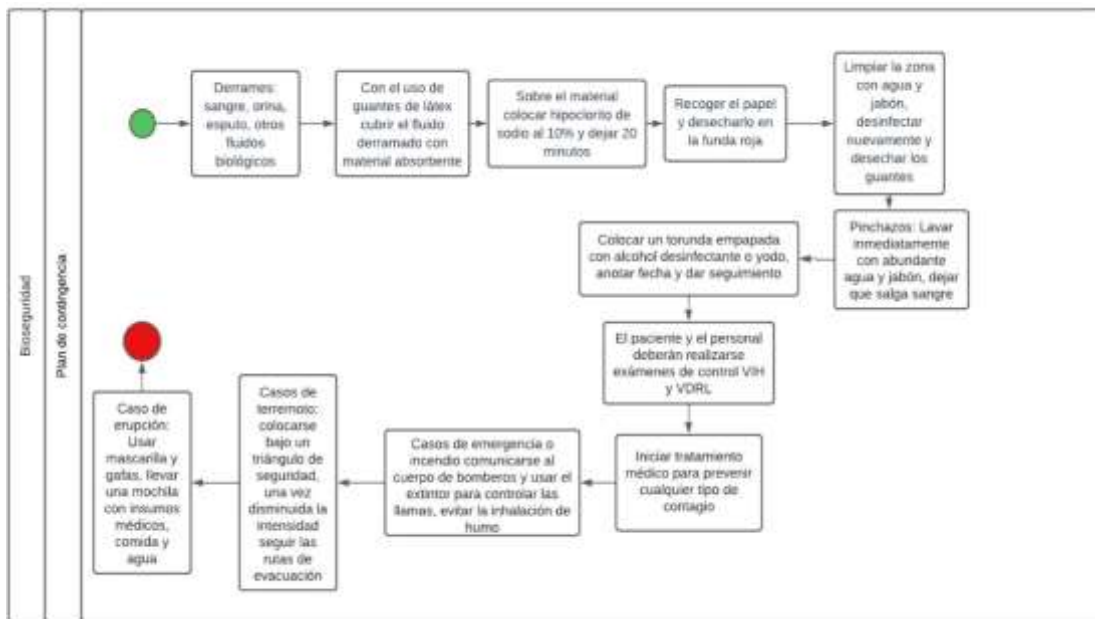 Bioseguridad
Plan de contingencia
Derrames:
sangre, orina,
esputo, otros
fluidos
biológicos
Con el uso de
guantes de látex
cubrir el fluido
derramado con
material absorbente
Sobre el material
colocar hipoclorito de
sodio al 10% y dejar 20
minutos
Recoger el papel
y desecharlo en
la funda roja
Limpiar la zona
con agua y
jabón,
desinfectar
nuevamente y
desechar los
guantes
Pinchazos: Lavar
inmediatamente
con abundante
agua y jabón, dejar
que salga sangre
Colocar un torunda empapada
con alcohol desinfectante o yodo,
anotar fecha y dar seguimiento
El paciente y el personal
deberán realizarse
exámenes de control VIH
y VDRL
Iniciar tratamiento
médico para prevenir
cualquier tipo de
contagio
Casos de emergencia o
incendio comunicarse al
cuerpo de bomberos y usar el
extintor para controlar las
llamas, evitar la inhalación de
humo
Casos de
terremoto:
colocarse
bajo un
triángulo de
seguridad,
una vez
disminuida la
intensidad
seguir las
rutas de
evacuación
Caso de
erupción:
Usar
mascarilla y
gafas, llevar
una mochila
con insumos
médicos,
comida y
agua